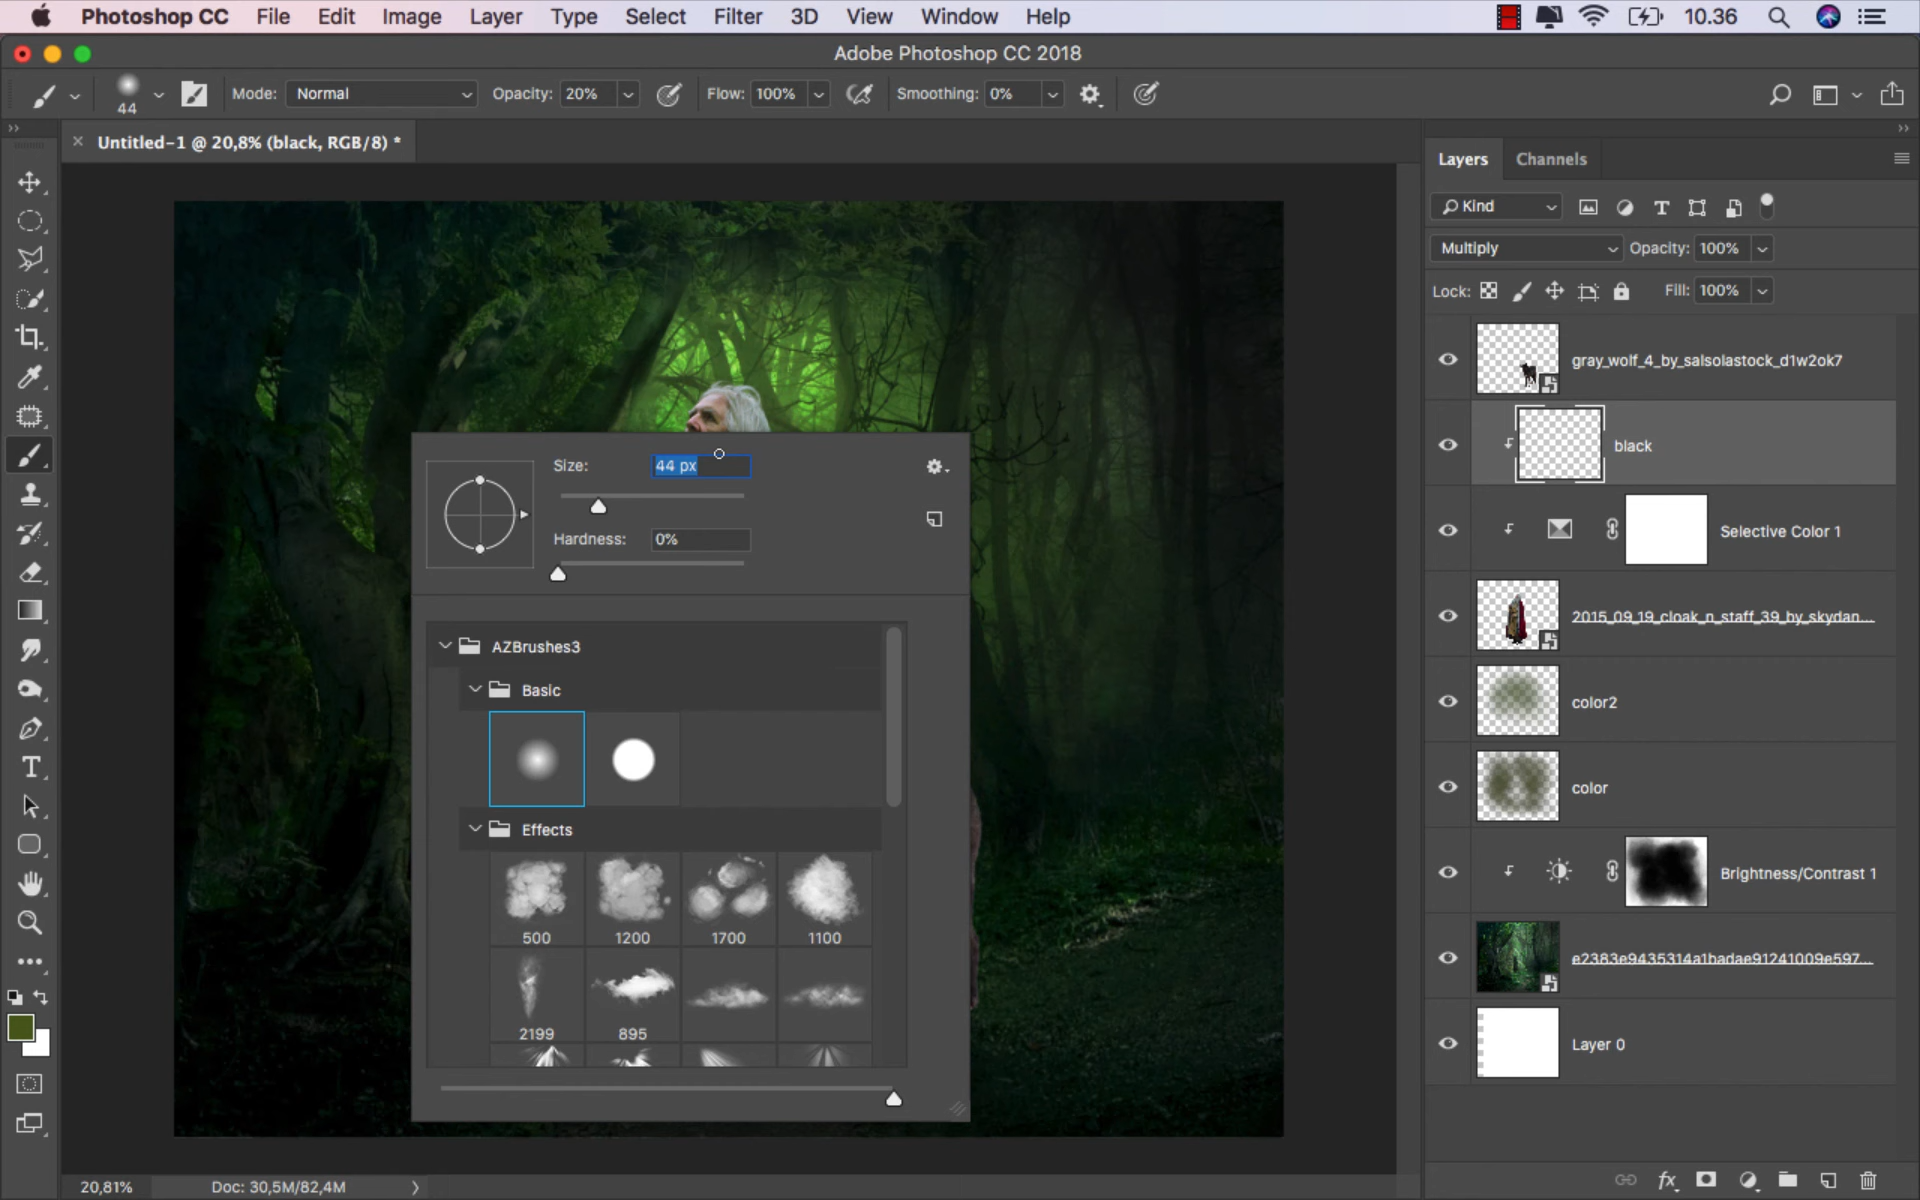 Photoshop CC File Edit Image Layer Type Select Filter 3D View Window Help 10.36
Adobe Photoshop CC 2018
44 Mode: Normal Opacity: 20% Flow: 100% Smoothing: 0%
Untitled-1 @ 20,8% (black, RGB/8) *
Layers Channels
Kind
Multiply Opacity: 100%
Lock: Fill: 100%
gray_wolf_4_by_salsolastock_d1w2ok7
black
Selective Color 1
2015_09_19_cloak_n_staff_39_by_skydan...
color2
color
Brightness/Contrast 1
e2383e9435314a1badae91241009e597...
Layer 0
Size: 44 px
Hardness: 0%
AZBrushes3
Basic
Effects
500 1200 1700 1100
2199 895
T
20,81% Doc: 30,5M/82,4M
fx